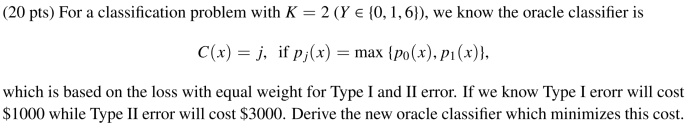 (20 pts) For a classification problem with K = 2 (Y ∈ {0, 1, 6}), we know the oracle classifier is
C(x) = j, if p_j(x) = max {p_0(x), p_1(x)},
which is based on the loss with equal weight for Type I and II error. If we know Type I erorr will cost
$1000 while Type II error will cost $3000. Derive the new oracle classifier which minimizes this cost.